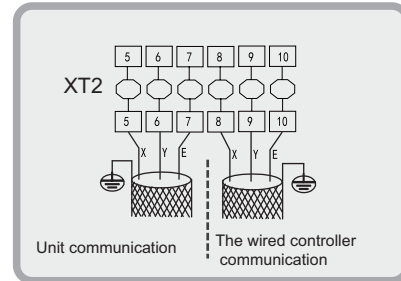 5 6 7 8 9 10
XT2
5 6 7 8 9 10
X Y E X Y E
Unit communication
The wired controller
communication